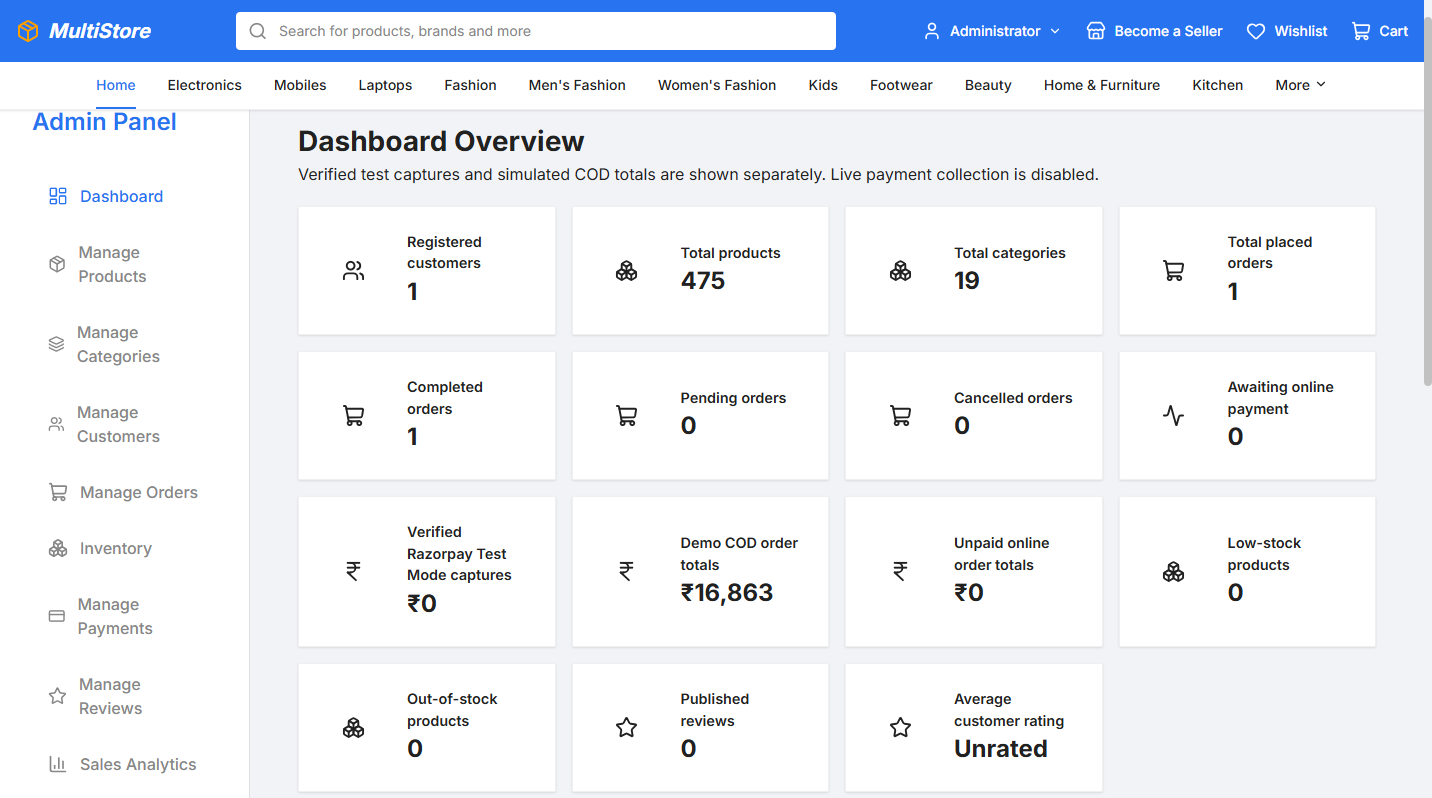 MultiStore
Search for products, brands and more
Administrator
Become a Seller
Wishlist
Cart
Home
Electronics
Mobiles
Laptops
Fashion
Men's Fashion
Women's Fashion
Kids
Footwear
Beauty
Home & Furniture
Kitchen
More
Admin Panel
Dashboard
Manage
Products
Manage
Categories
Manage
Customers
Manage Orders
Inventory
Manage
Payments
Manage
Reviews
Sales Analytics
Dashboard Overview
Verified test captures and simulated COD totals are shown separately. Live payment collection is disabled.
Registered
customers
1
Total products
475
Total categories
19
Total placed
orders
1
Completed
orders
1
Pending orders
0
Cancelled orders
0
Awaiting online
payment
0
Verified
Razorpay Test
Mode captures
₹0
Demo COD order
totals
₹16,863
Unpaid online
order totals
₹0
Low-stock
products
0
Out-of-stock
products
0
Published
reviews
0
Average
customer rating
Unrated